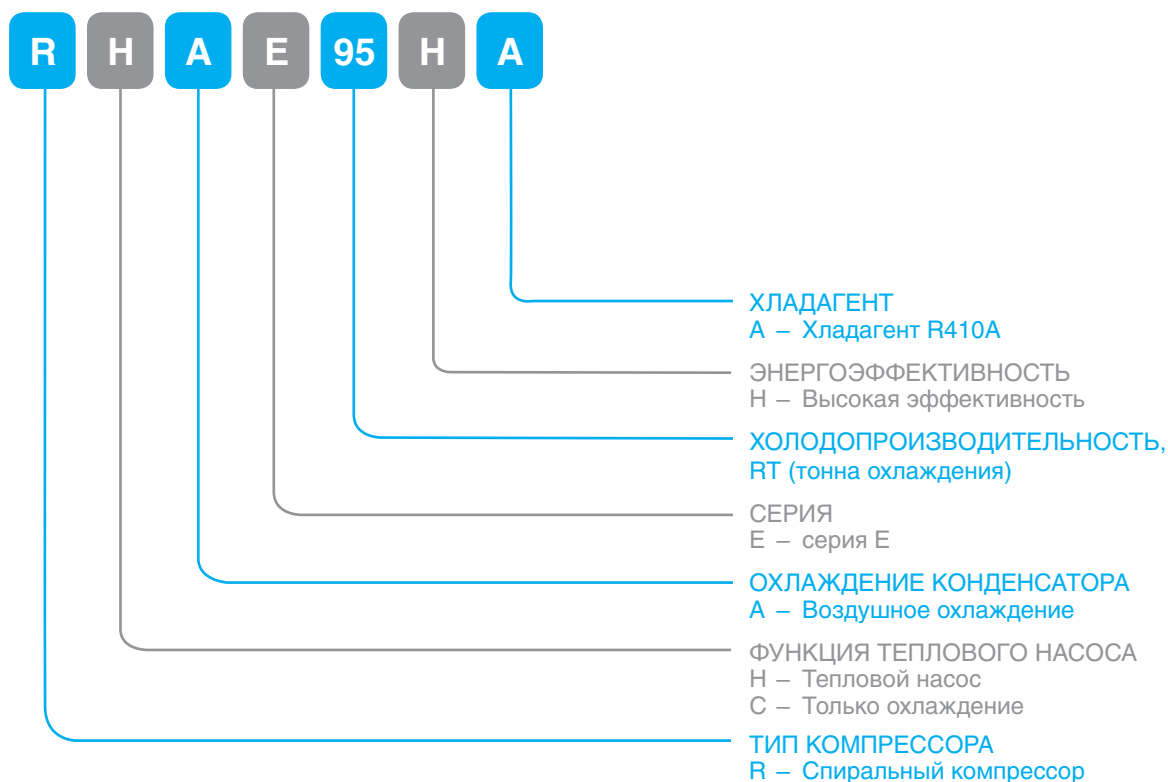 R H A E 95 H A
ХЛАДАГЕНТ
А – Хладагент R410A
ЭНЕРГОЭФФЕКТИВНОСТЬ
Н – Высокая эффективность
ХОЛОДОПРОИЗВОДИТЕЛЬНОСТЬ,
RT (тонна охлаждения)
СЕРИЯ
Е – серия Е
ОХЛАЖДЕНИЕ КОНДЕНСАТОРА
А – Воздушное охлаждение
ФУНКЦИЯ ТЕПЛОВОГО НАСОСА
Н – Тепловой насос
С – Только охлаждение
ТИП КОМПРЕССОРА
R – Спиральный компрессор